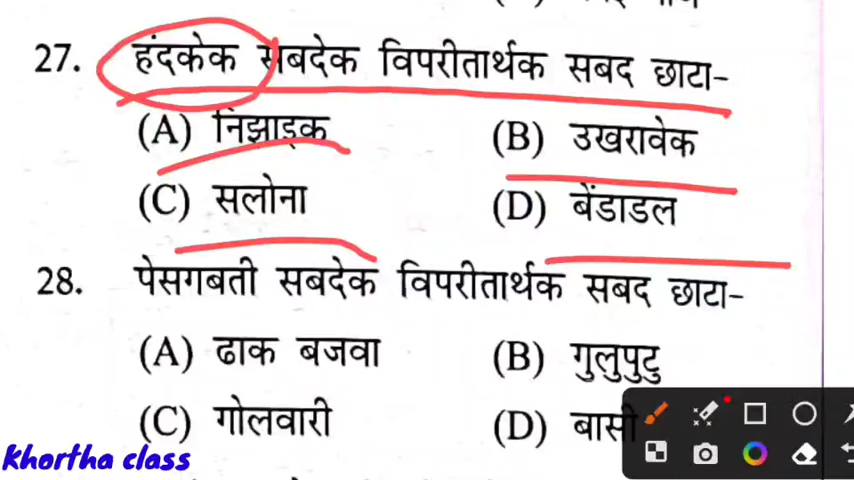 27. हंदकेक सबदेक विपरीतार्थक सबद छाटा-
(A) निझाइक (B) उखरावेक
(C) सलोना (D) बेंडाडल
28. पेसगबती सबदेक विपरीतार्थक सबद छाटा-
(A) ढाक बजवा (B) गुलुपुटु
(C) गोलवारी (D) बासी
Khortha class